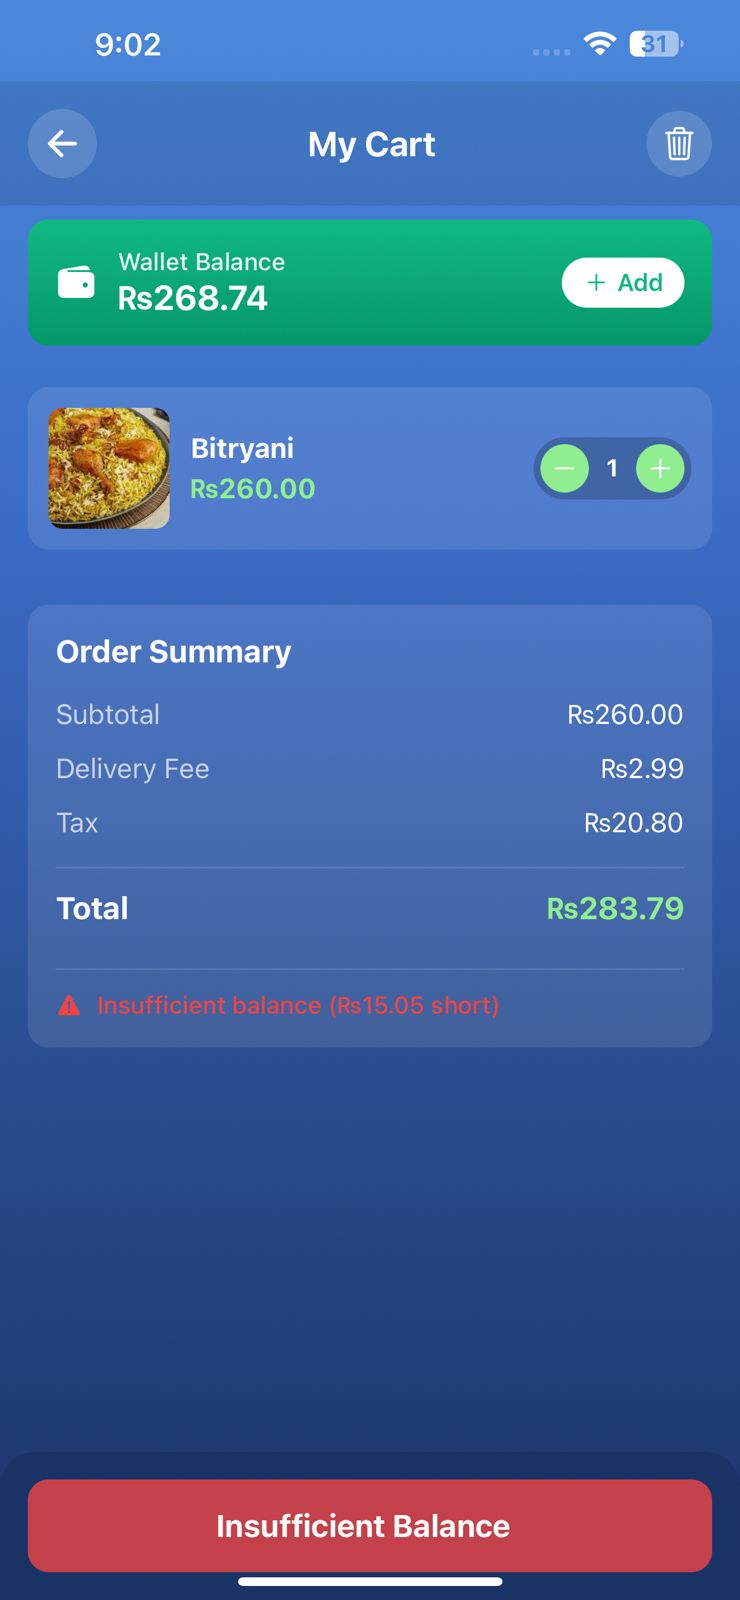 9:02
31
My Cart
Wallet Balance
Rs268.74
+ Add
Bitryani
Rs260.00
1
Order Summary
Subtotal Rs260.00
Delivery Fee Rs2.99
Tax Rs20.80
Total Rs283.79
Insufficient balance (Rs15.05 short)
Insufficient Balance